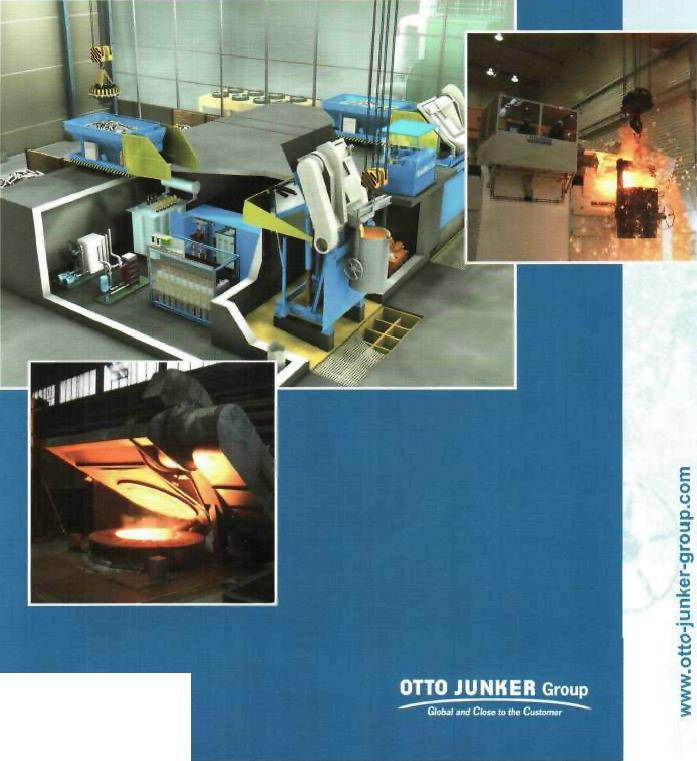 OTTO JUNKER Group
Global and Close to the Customer
www.otto-junker-group.com